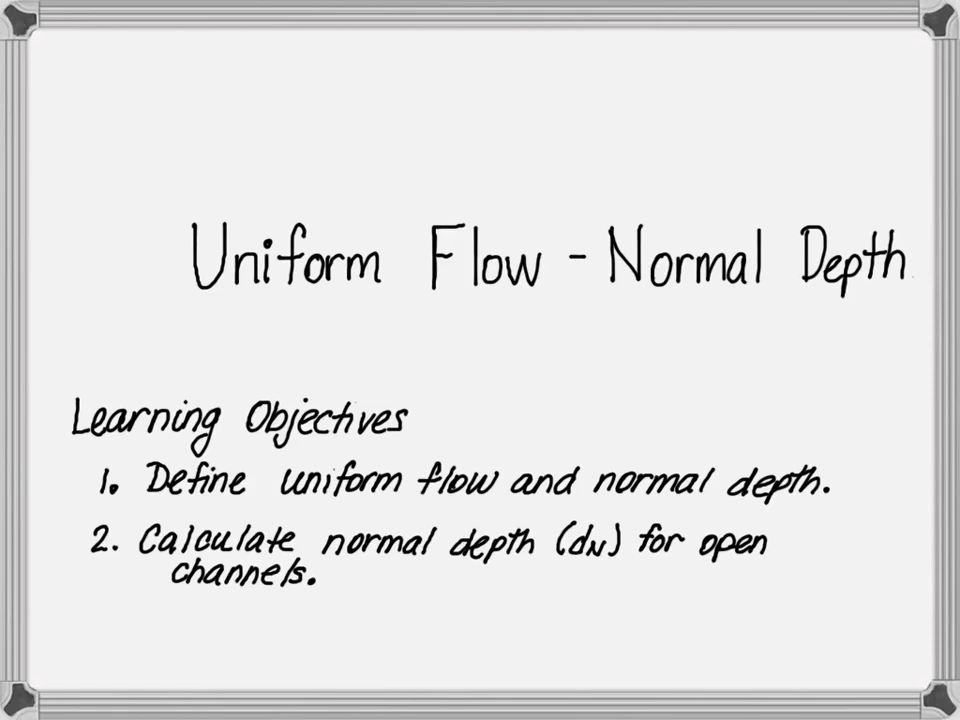 Uniform Flow - Normal Depth
Learning Objectives
1. Define uniform flow and normal depth.
2. Calculate normal depth (dN) for open
channels.